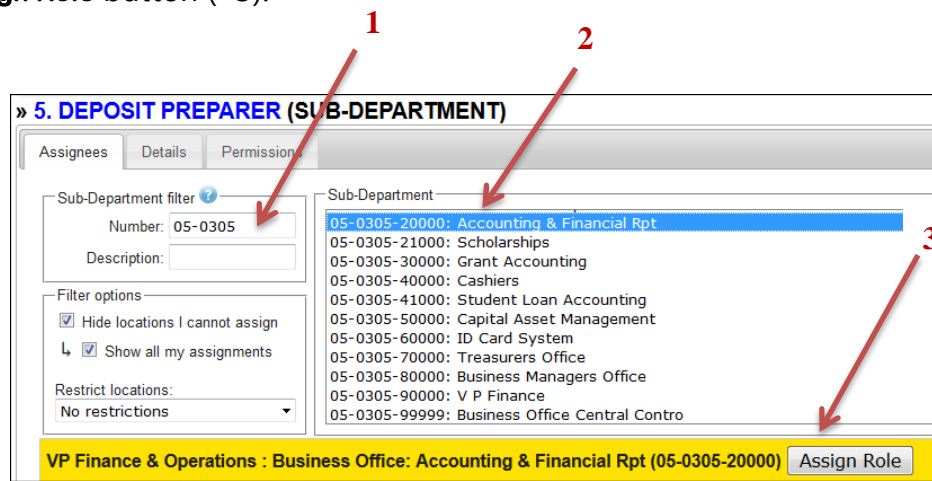 1
2
» 5. DEPOSIT PREPARER (SUB-DEPARTMENT)
Assignees Details Permissions
Sub-Department filter ?
Number: 05-0305
Description:
Filter options
Hide locations I cannot assign
Show all my assignments
Restrict locations:
No restrictions
Sub-Department
05-0305-20000: Accounting & Financial Rpt
05-0305-21000: Scholarships
05-0305-30000: Grant Accounting
05-0305-40000: Cashiers
05-0305-41000: Student Loan Accounting
05-0305-50000: Capital Asset Management
05-0305-60000: ID Card System
05-0305-70000: Treasurers Office
05-0305-80000: Business Managers Office
05-0305-90000: V P Finance
05-0305-99999: Business Office Central Contro
3
VP Finance & Operations : Business Office: Accounting & Financial Rpt (05-0305-20000) Assign Role